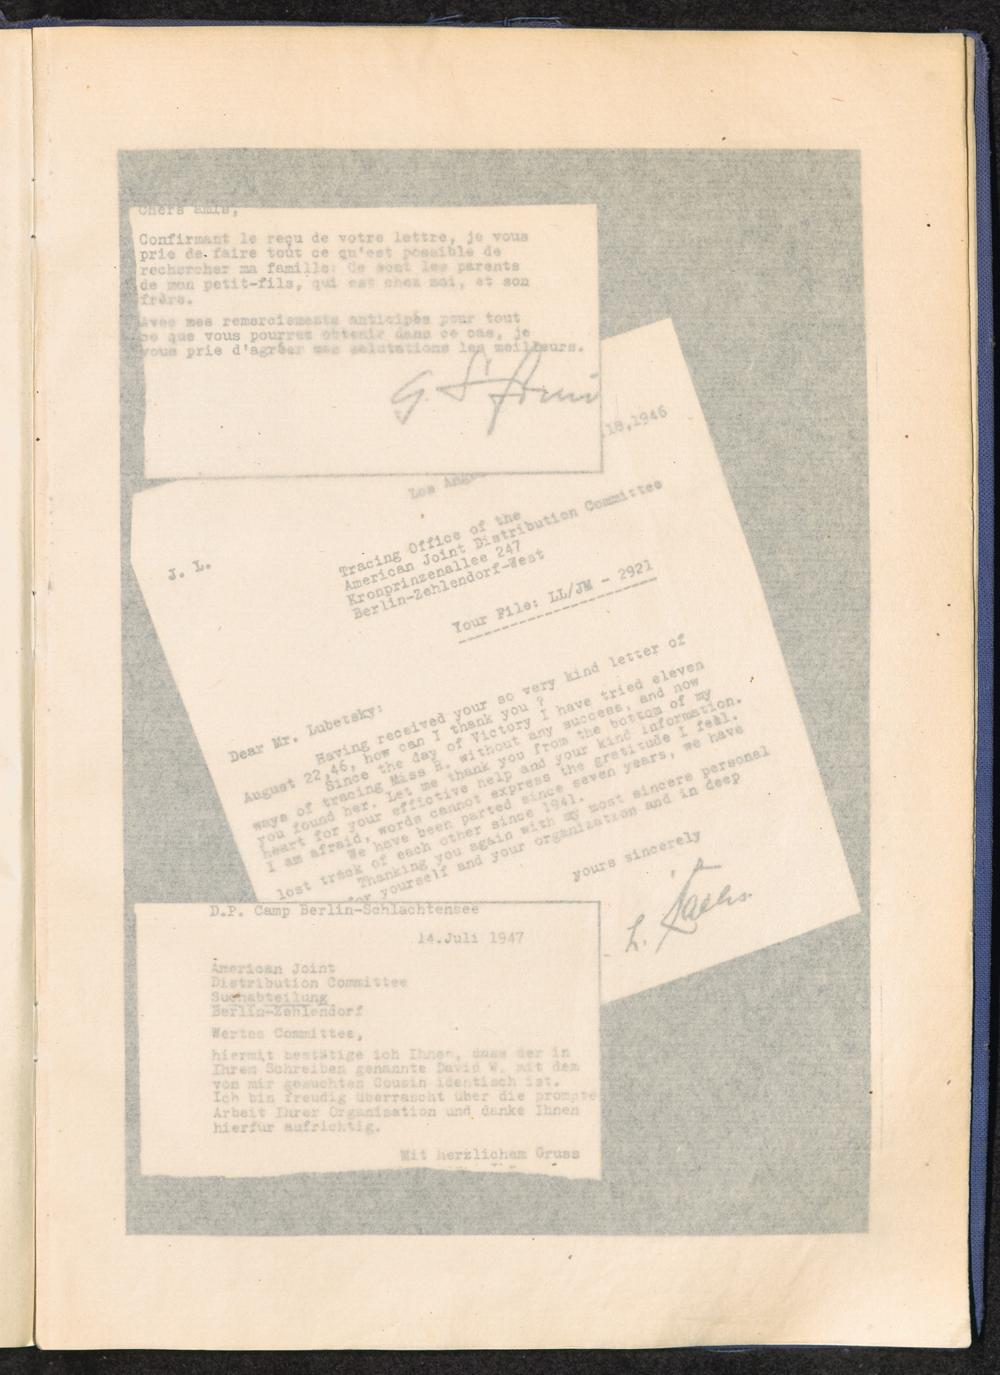 Chers amis,
Confirmant le reçu de votre lettre, je vous
prie de faire tout ce qu'est possible de
rechercher ma famille: Ce sont les parents
de mon petit-fils, qui est chez moi, et son
frère.
Avec mes remerciements anticipés pour tout
ce que vous pourrez obtenir dans ce cas, je
vous prie d'agréer mes salutations les meilleurs.
18,1946
Los Ange
J. L.
Tracing Office of the
American Joint Distribution Committee
Kronprinzenallee 247
Berlin-Zehlendorf-West
Your File: LL/JM - 2921
Dear Mr. Lubetsky:
Having received your so very kind letter of
August 22,46, how can I thank you ?
Since the day of Victory I have tried eleven
ways of tracing Miss B. without any success, and now
you found her. Let me thank you from the bottom of my
heart for your effictive help and your kind information.
I am afraid, words cannot express the gratitude I feal.
We have been parted since seven years, we have
lost track of each other since 1941.
Thanking you again with my most sincere personal
for yourself and your organization and in deep
yours sincerely
D.P. Camp Berlin-Schlachtensee
14.Juli 1947
American Joint
Distribution Committee
Suchabteilung
Berlin-Zehlendorf
Wertes Committee,
hiermit bestätige ich Ihnen, dass der in
Ihrem Schreiben genannte David W. mit dem
von mir gesuchten Cousin identisch ist.
Ich bin freudig überrascht über die prompte
Arbeit Ihrer Organisation und danke Ihnen
hierfür aufrichtig.
Mit herzlichem Gruss